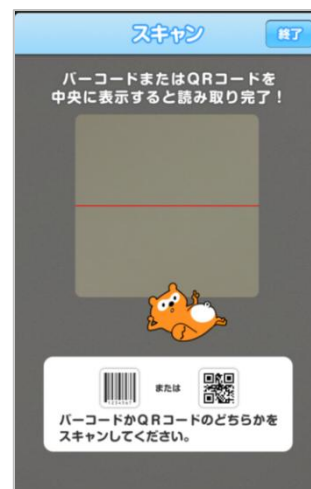 スキャン
終了
バーコードまたはQRコードを
中央に表示すると読み取り完了！
または
バーコードかQRコードのどちらかを
スキャンしてください。